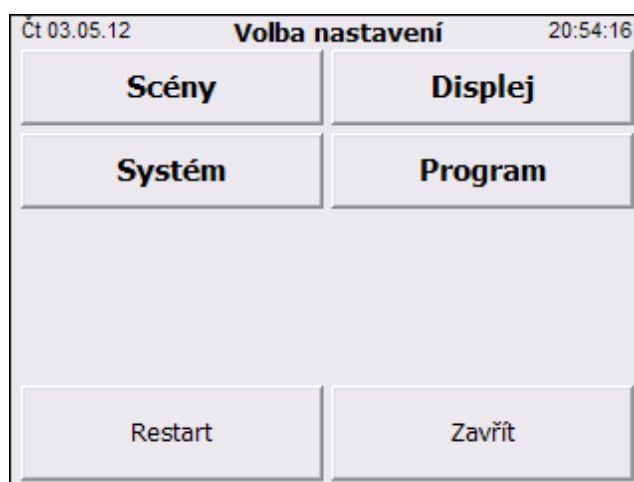 Čt 03.05.12 Volba nastavení 20:54:16
Scény Displej
Systém Program
Restart Zavřít